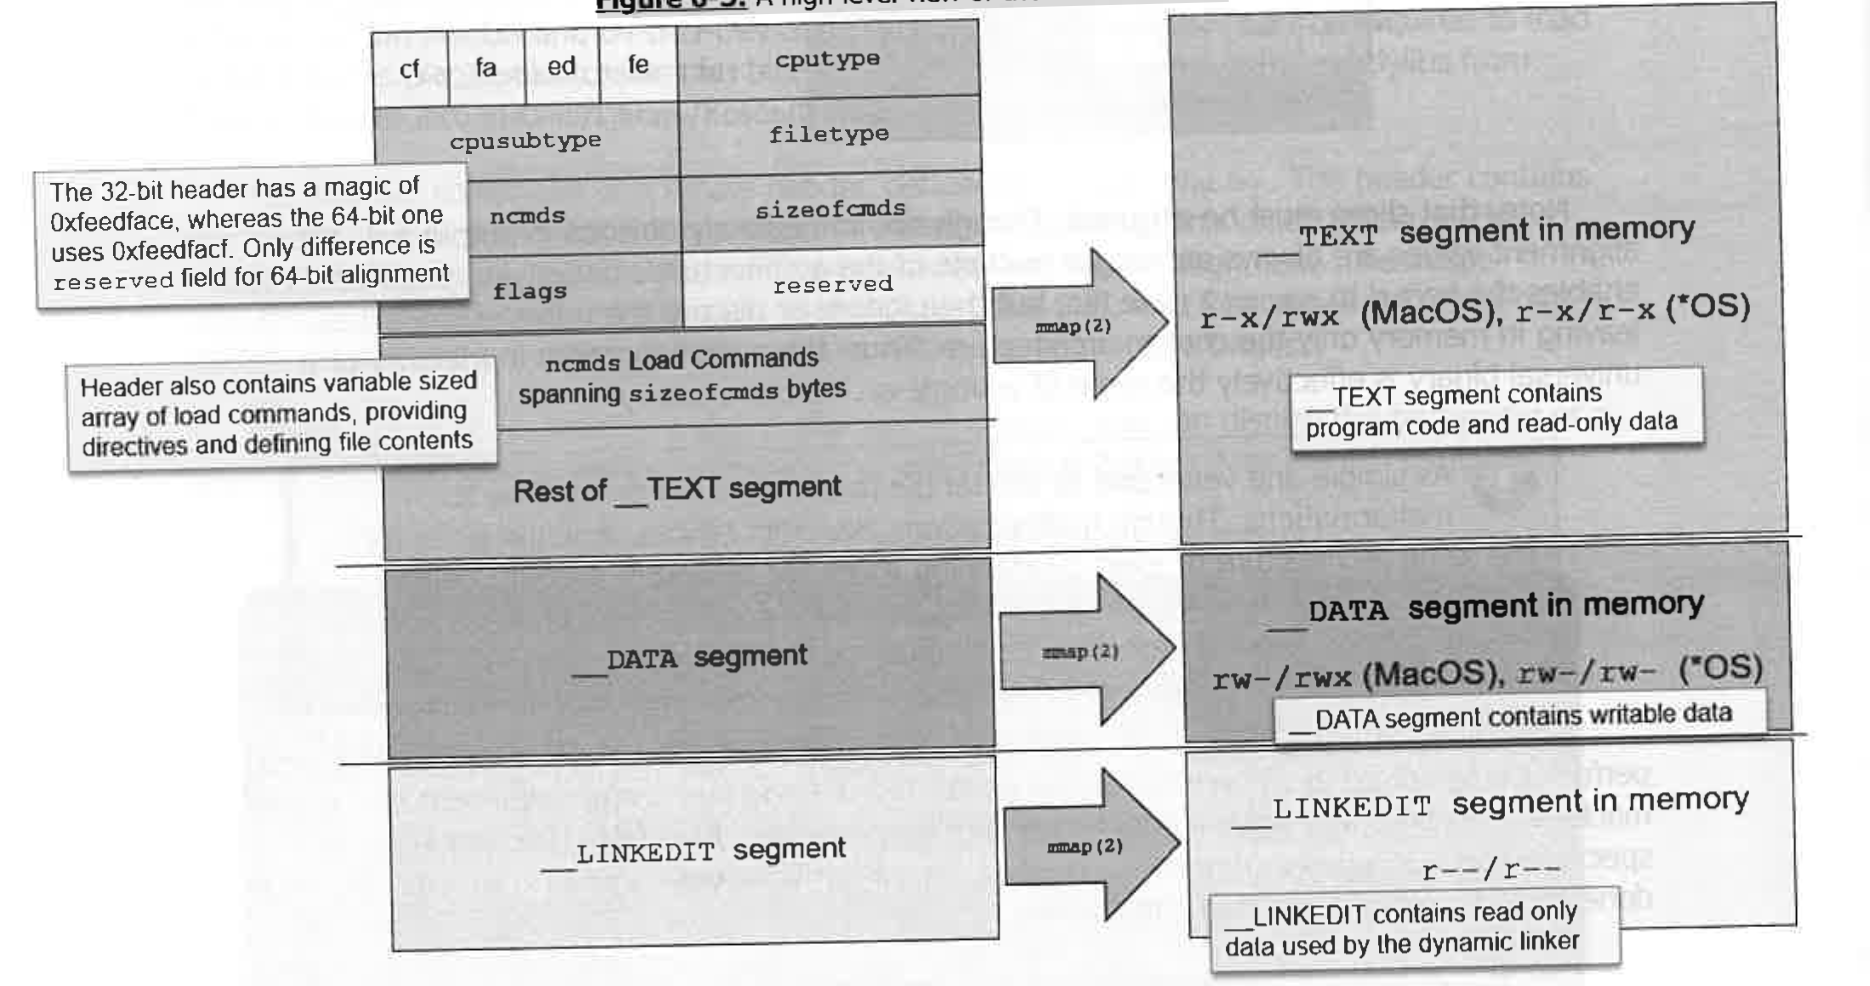 Figure 6-3: A high level view of
cf fa ed fe cputype
cpusubtype filetype
The 32-bit header has a magic of
0xfeedface, whereas the 64-bit one
uses 0xfeedfacf. Only difference is
reserved field for 64-bit alignment
ncmds sizeofcmds
flags reserved
Header also contains variable sized
array of load commands, providing
directives and defining file contents
ncmds Load Commands
spanning sizeofcmds bytes
Rest of __TEXT segment
mmap(2)
__TEXT segment in memory
r-x/rwx (MacOS), r-x/r-x (*OS)
__TEXT segment contains
program code and read-only data
__DATA segment
mmap(2)
__DATA segment in memory
rw-/rwx (MacOS), rw-/rw- (*OS)
__DATA segment contains writable data
__LINKEDIT segment
mmap(2)
__LINKEDIT segment in memory
r--/r--
__LINKEDIT contains read only
data used by the dynamic linker